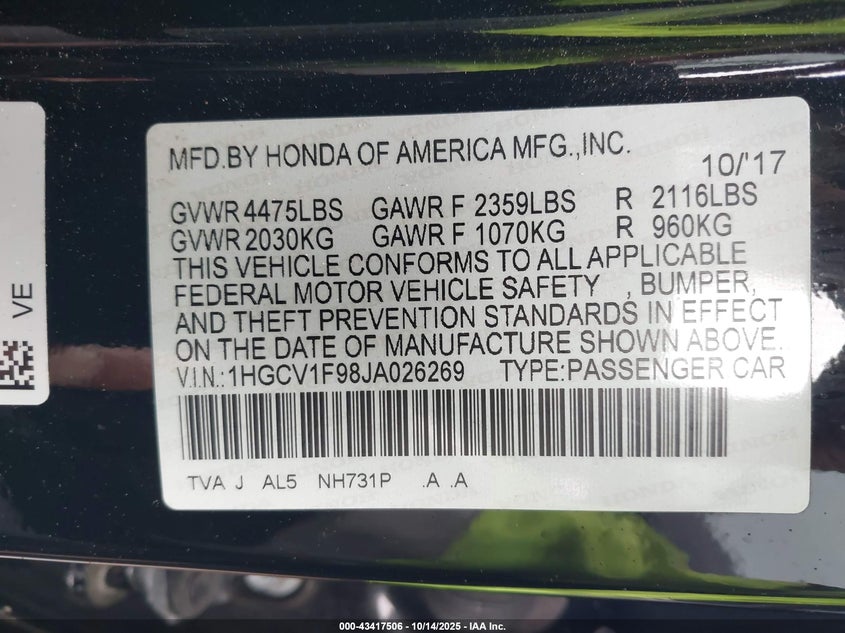 MFD.BY HONDA OF AMERICA MFG.,INC.
10/'17
GVWR 4475LBS GAWR F 2359LBS R 2116LBS
GVWR 2030KG GAWR F 1070KG R 960KG
THIS VEHICLE CONFORMS TO ALL APPLICABLE
FEDERAL MOTOR VEHICLE SAFETY , BUMPER,
AND THEFT PREVENTION STANDARDS IN EFFECT
ON THE DATE OF MANUFACTURE SHOWN ABOVE.
V.I.N.:1HGCV1F98JA026269 TYPE:PASSENGER CAR
TVA J AL5 NH731P .A .A
VE
000-43417506 - 10/14/2025 - IAA Inc.